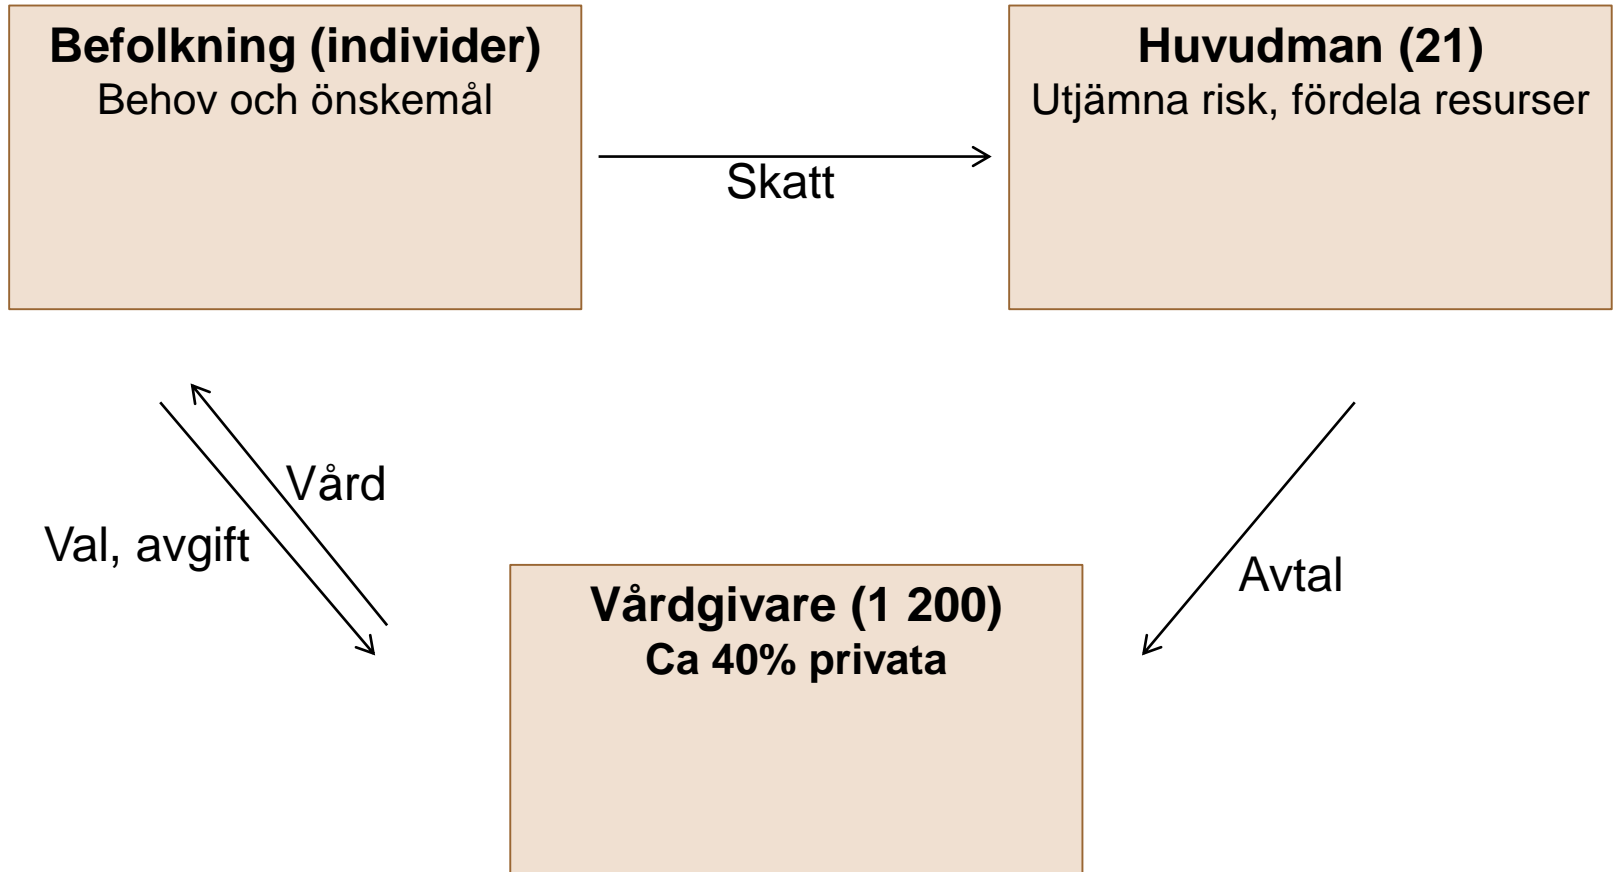 Befolkning (individer)
Behov och önskemål
Huvudman (21)
Utjämna risk, fördela resurser
Skatt
Vård
Val, avgift
Avtal
Vårdgivare (1 200)
Ca 40% privata